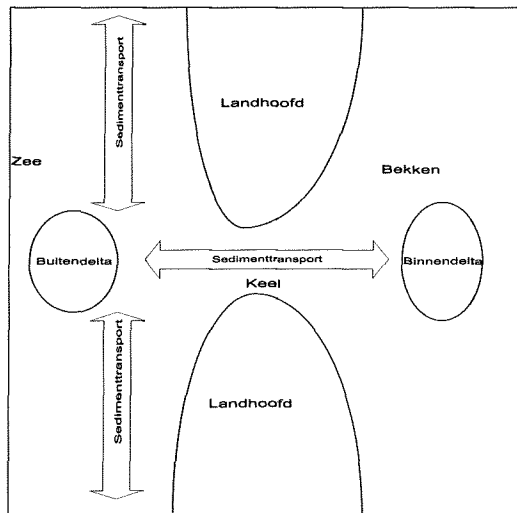 Sedimenttransport
Landhoofd
Zee
Bekken
Buitendelta
Sedimenttransport
Binnendelta
Keel
Sedimenttransport
Landhoofd